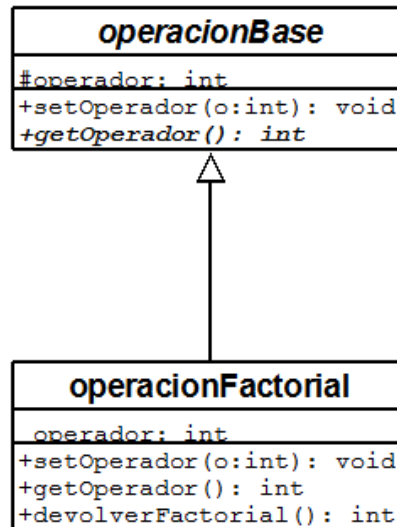 operacionBase
#operador: int
+setOperador(o:int): void
+getOperador(): int
operacionFactorial
operador: int
+setOperador(o:int): void
+getOperador(): int
+devolverFactorial(): int